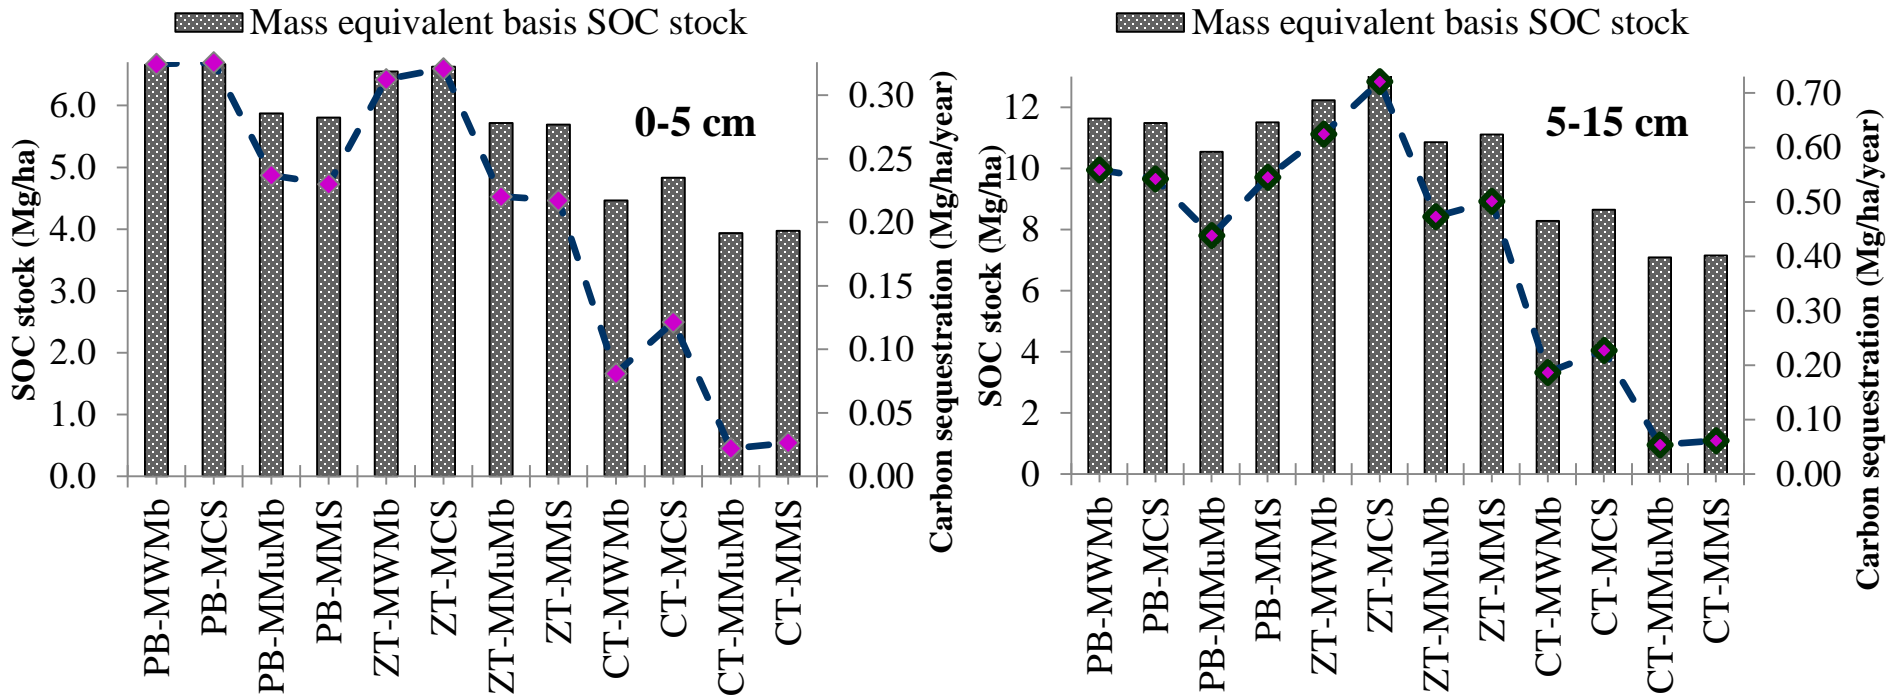 Mass equivalent basis SOC stock
0-5 cm
SOC stock (Mg/ha)
6.0
5.0
4.0
3.0
2.0
1.0
0.0
Carbon sequestration (Mg/ha/year)
0.30
0.25
0.20
0.15
0.10
0.05
0.00
PB-MWMb
PB-MCS
PB-MMuMb
PB-MMS
ZT-MWMb
ZT-MCS
ZT-MMuMb
ZT-MMS
CT-MWMb
CT-MCS
CT-MMuMb
CT-MMS
Mass equivalent basis SOC stock
5-15 cm
SOC stock (Mg/ha)
12
10
8
6
4
2
0
Carbon sequestration (Mg/ha/year)
0.70
0.60
0.50
0.40
0.30
0.20
0.10
0.00
PB-MWMb
PB-MCS
PB-MMuMb
PB-MMS
ZT-MWMb
ZT-MCS
ZT-MMuMb
ZT-MMS
CT-MWMb
CT-MCS
CT-MMuMb
CT-MMS